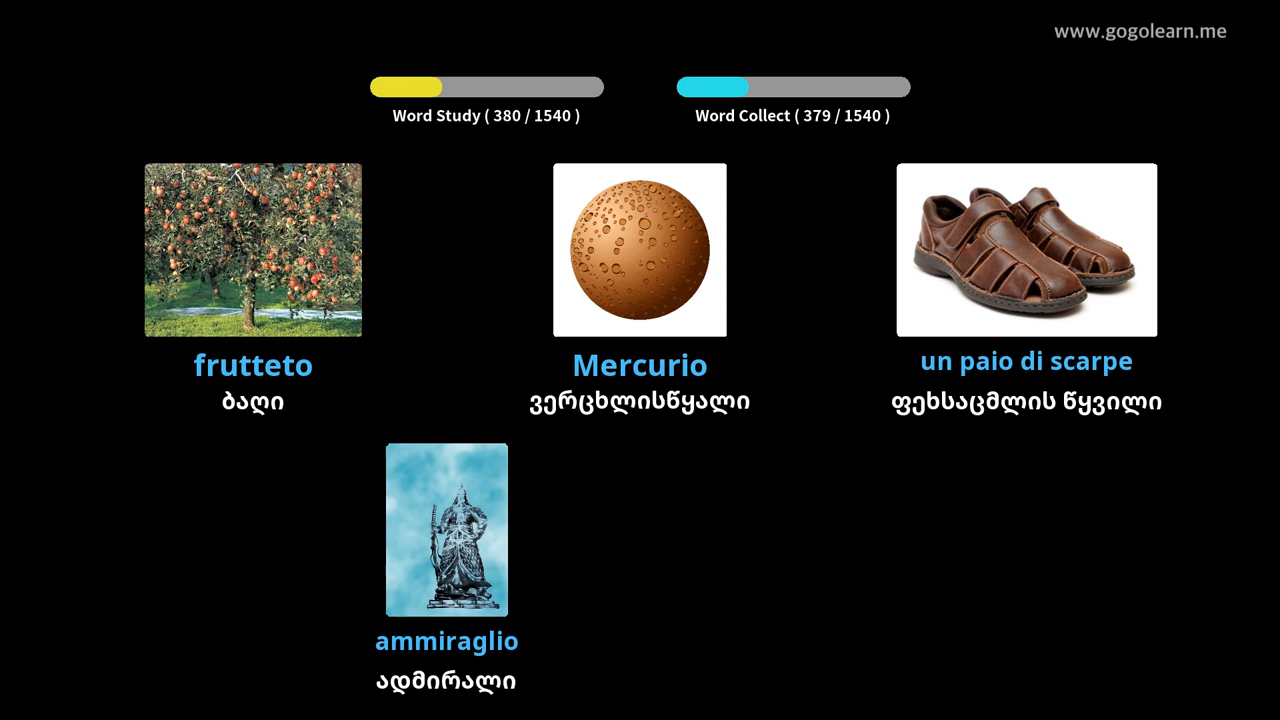 www.gogolearn.me
Word Study ( 380 / 1540 )
Word Collect ( 379 / 1540 )
frutteto
ბაღი
Mercurio
ვერცხლისწყალი
un paio di scarpe
ფეხსაცმლის წყვილი
ammiraglio
ადმირალი